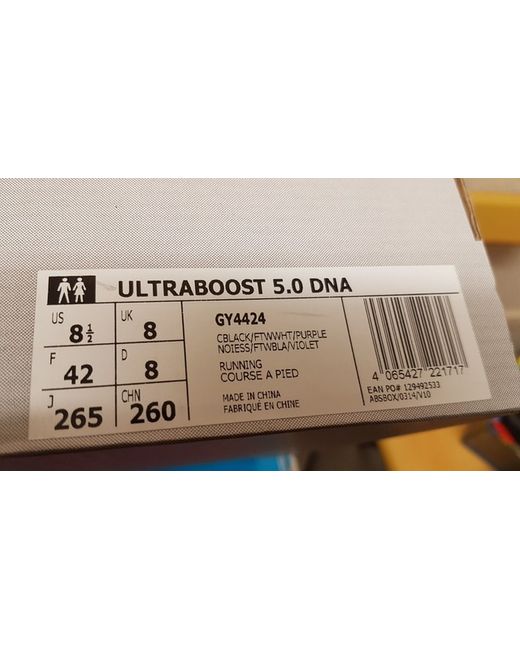 ULTRABOOST 5.0 DNA
US 8½ UK 8
F 42 D 8
J 265 CHN 260
GY4424
CBLACK/FTWWHT/PURPLE
NOIESS/FTWBLA/VIOLET
RUNNING
COURSE A PIED
MADE IN CHINA
FABRIQUÉ EN CHINE
4 065427 221717
EAN PO# 129492533
ABSBOX/0314/V10